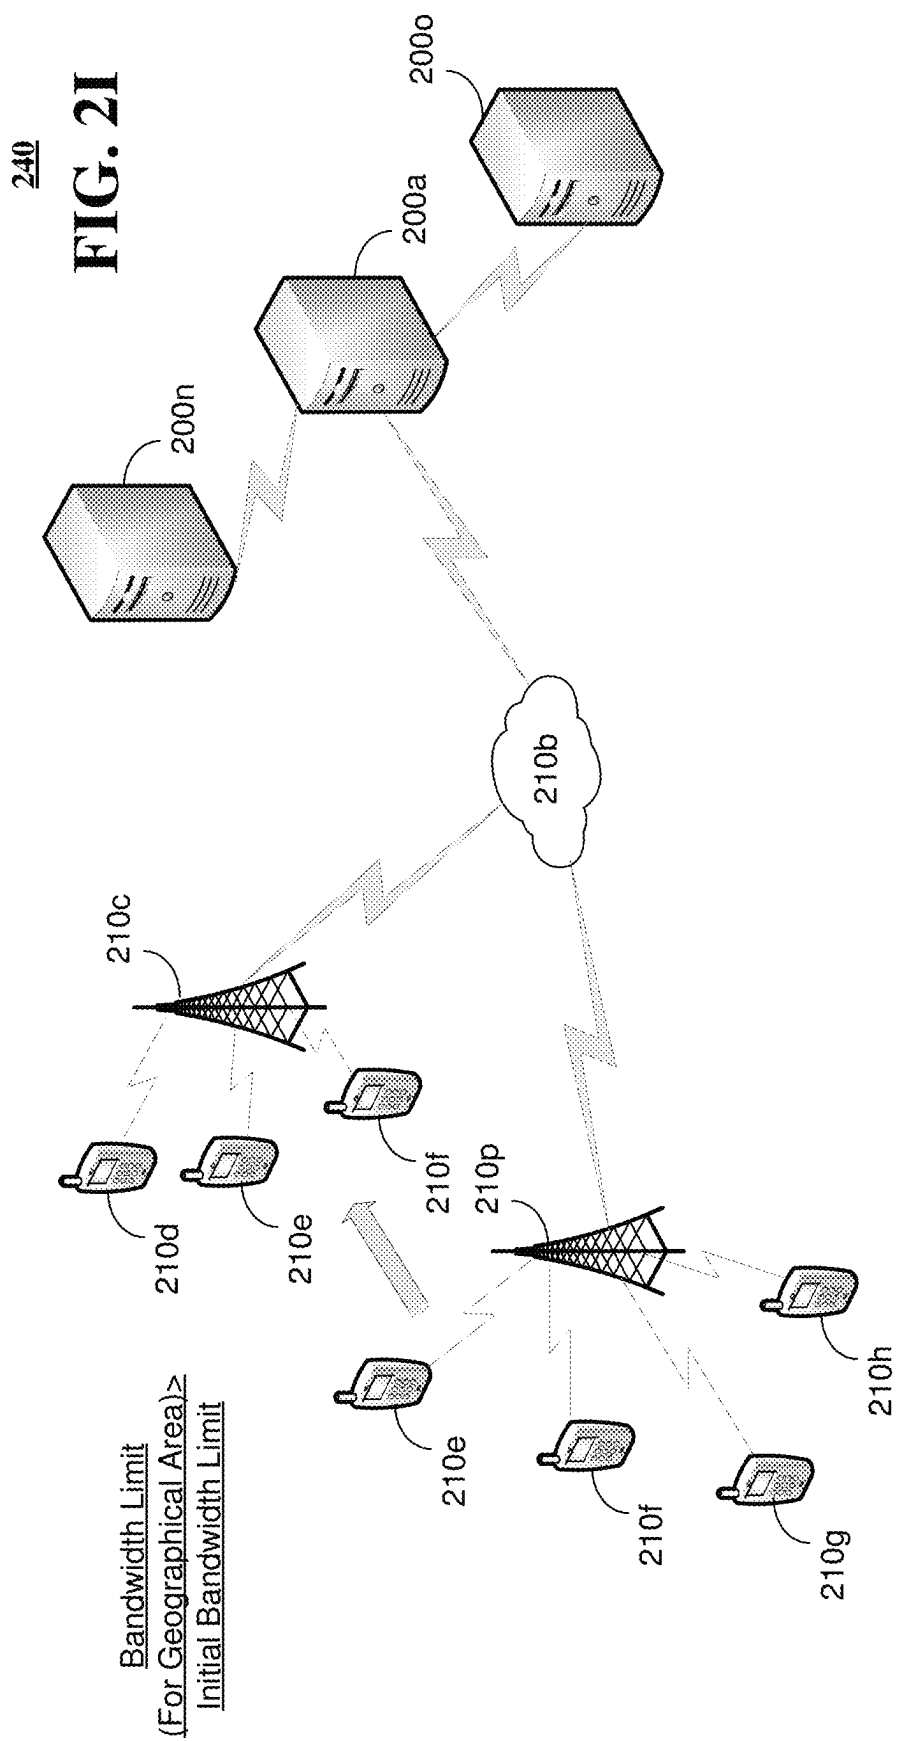 240
FIG. 2I
Bandwidth Limit
(For Geographical Area)>
Initial Bandwidth Limit
210d
210e
210f
210c
210e
210f
210g
210h
210p
210b
200n
200a
200o